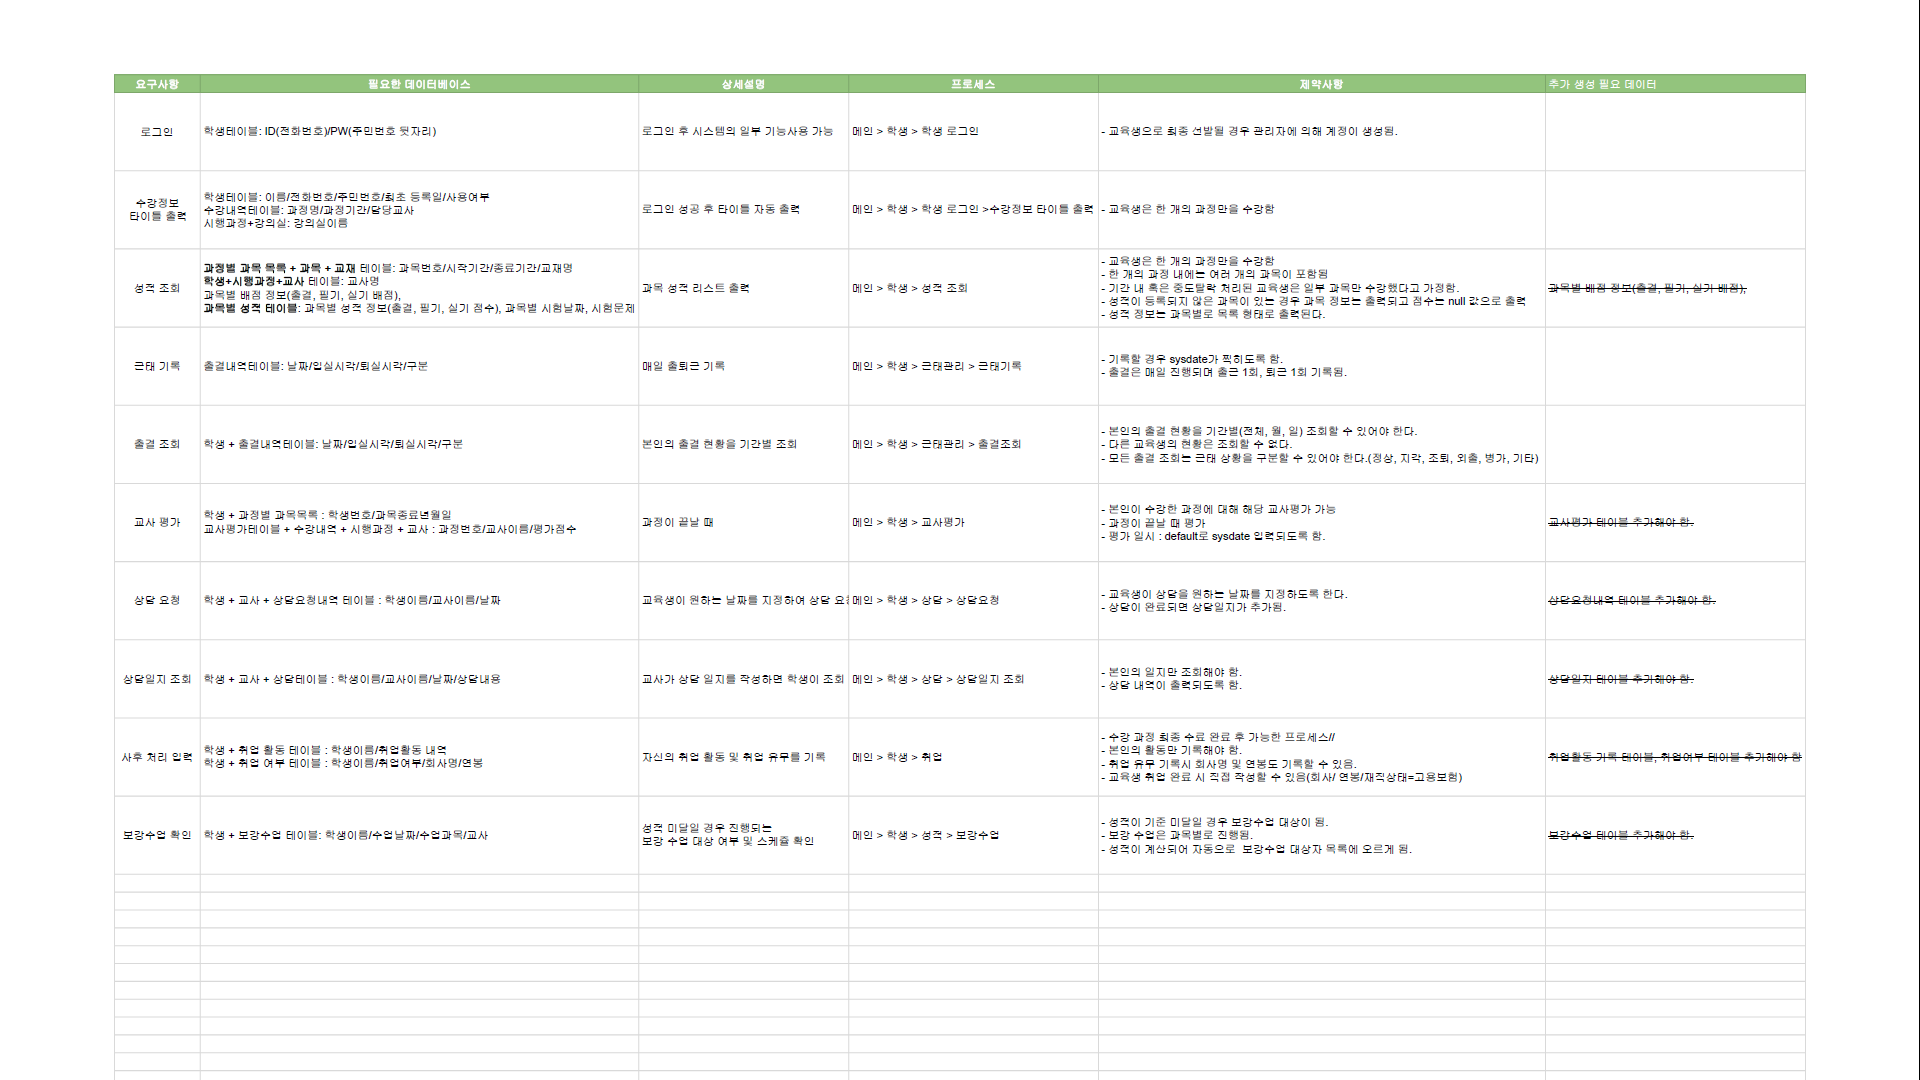 요구사항 필요한 데이터베이스 상세설명 프로세스 제약사항 추가 생성 필요 데이터
로그인
학생테이블: ID(전화번호)/PW(주민번호 뒷자리)
로그인 후 시스템의 일부 기능사용 가능
메인 > 학생 > 학생 로그인
- 교육생으로 최종 선발될 경우 관리자에 의해 계정이 생성됨.
수강정보
타이틀 출력
학생테이블: 이름/전화번호/주민번호/최초 등록일/사용여부
수강내역테이블: 과정명/과정기간/담당교사
시행과정+강의실: 강의실이름
로그인 성공 후 타이틀 자동 출력
메인 > 학생 > 학생 로그인 >수강정보 타이틀 출력
- 교육생은 한 개의 과정만을 수강함
성적 조회
과정별 과목 목록 + 과목 + 교재 테이블: 과목번호/시작기간/종료기간/교재명
학생+시행과정+교사 테이블: 교사명
과목별 배점 정보(출결, 필기, 실기 배점),
과목별 성적 테이블: 과목별 성적 정보(출결, 필기, 실기 점수), 과목별 시험날짜, 시험문제
과목 성적 리스트 출력
메인 > 학생 > 성적 조회
- 교육생은 한 개의 과정만을 수강함
- 한 개의 과정 내에는 여러 개의 과목이 포함됨
- 기간 내 혹은 중도탈락 처리된 교육생은 일부 과목만 수강했다고 가정함.
- 성적이 등록되지 않은 과목이 있는 경우 과목 정보는 출력되고 점수는 null 값으로 출력
- 성적 정보는 과목별로 목록 형태로 출력된다.
과목별 배점 정보(출결, 필기, 실기 배점),
근태 기록
출결내역테이블: 날짜/입실시각/퇴실시각/구분
매일 출퇴근 기록
메인 > 학생 > 근태관리 > 근태기록
- 기록할 경우 sysdate가 찍히도록 함.
- 출결은 매일 진행되며 출근 1회, 퇴근 1회 기록됨.
출결 조회
학생 + 출결내역테이블: 날짜/입실시각/퇴실시각/구분
본인의 출결 현황을 기간별 조회
메인 > 학생 > 근태관리 > 출결조회
- 본인의 출결 현황을 기간별(전체, 월, 일) 조회할 수 있어야 한다.
- 다른 교육생의 현황은 조회할 수 없다.
- 모든 출결 조회는 근태 상황을 구분할 수 있어야 한다.(정상, 지각, 조퇴, 외출, 병가, 기타)
교사 평가
학생 + 과정별 과목목록 : 학생번호/과목종료년월일
교사평가테이블 + 수강내역 + 시행과정 + 교사 : 과정번호/교사이름/평가점수
과정이 끝날 때
메인 > 학생 > 교사평가
- 본인이 수강한 과정에 대해 해당 교사평가 가능
- 과정이 끝날 때 평가
- 평가 일시 : default로 sysdate 입력되도록 함.
교사평가 테이블 추가해야 함.
상담 요청
학생 + 교사 + 상담요청내역 테이블 : 학생이름/교사이름/날짜
교육생이 원하는 날짜를 지정하여 상담
메인 > 학생 > 상담 > 상담요청
- 교육생이 상담을 원하는 날짜를 지정하도록 한다.
- 상담이 완료되면 상담일지가 추가됨.
상담요청내역 테이블 추가해야 함.
상담일지 조회
학생 + 교사 + 상담테이블 : 학생이름/교사이름/날짜/상담내용
교사가 상담 일지를 작성하면 학생이 조회
메인 > 학생 > 상담 > 상담일지 조회
- 본인의 일지만 조회해야 함.
- 상담 내역이 출력되도록 함.
상담일지 테이블 추가해야 함.
사후 처리 입력
학생 + 취업 활동 테이블 : 학생이름/취업활동 내역
학생 + 취업 여부 테이블 : 학생이름/취업여부/회사명/연봉
자신의 취업 활동 및 취업 유무를 기록
메인 > 학생 > 취업
- 수강 과정 최종 수료 완료 후 가능한 프로세스//
- 본인의 활동만 기록해야 함.
- 취업 유무 기록시 회사명 및 연봉도 기록할 수 있음.
- 교육생 취업 완료 시 직접 작성할 수 있음(회사/ 연봉/재직상태=고용보험)
취업활동 기록 테이블, 취업여부 테이블 추가해야 함
보강수업 확인
학생 + 보강수업 테이블: 학생이름/수업날짜/수업과목/교사
성적 미달일 경우 진행되는
보강 수업 대상 여부 및 스케쥴 확인
메인 > 학생 > 성적 > 보강수업
- 성적이 기준 미달일 경우 보강수업 대상이 됨.
- 보강 수업은 과목별로 진행됨.
- 성적이 계산되어 자동으로  보강수업 대상자 목록에 오르게 됨.
보강수업 테이블 추가해야 함.